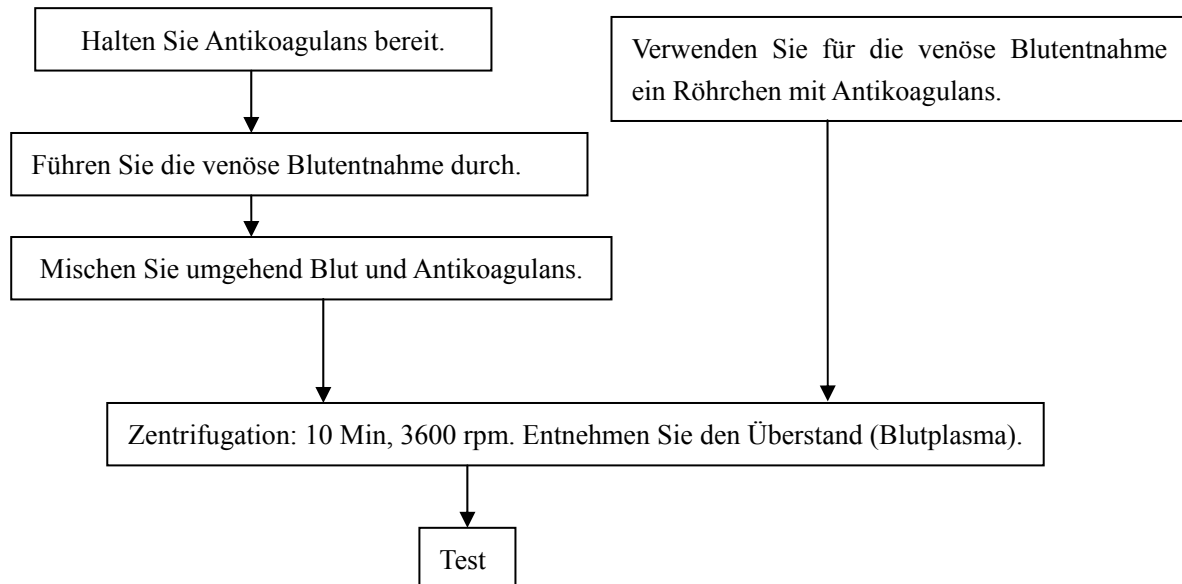 Halten Sie Antikoagulans bereit.
Führen Sie die venöse Blutentnahme durch.
Mischen Sie umgehend Blut und Antikoagulans.
Verwenden Sie für die venöse Blutentnahme
ein Röhrchen mit Antikoagulans.
Zentrifugation: 10 Min, 3600 rpm. Entnehmen Sie den Überstand (Blutplasma).
Test